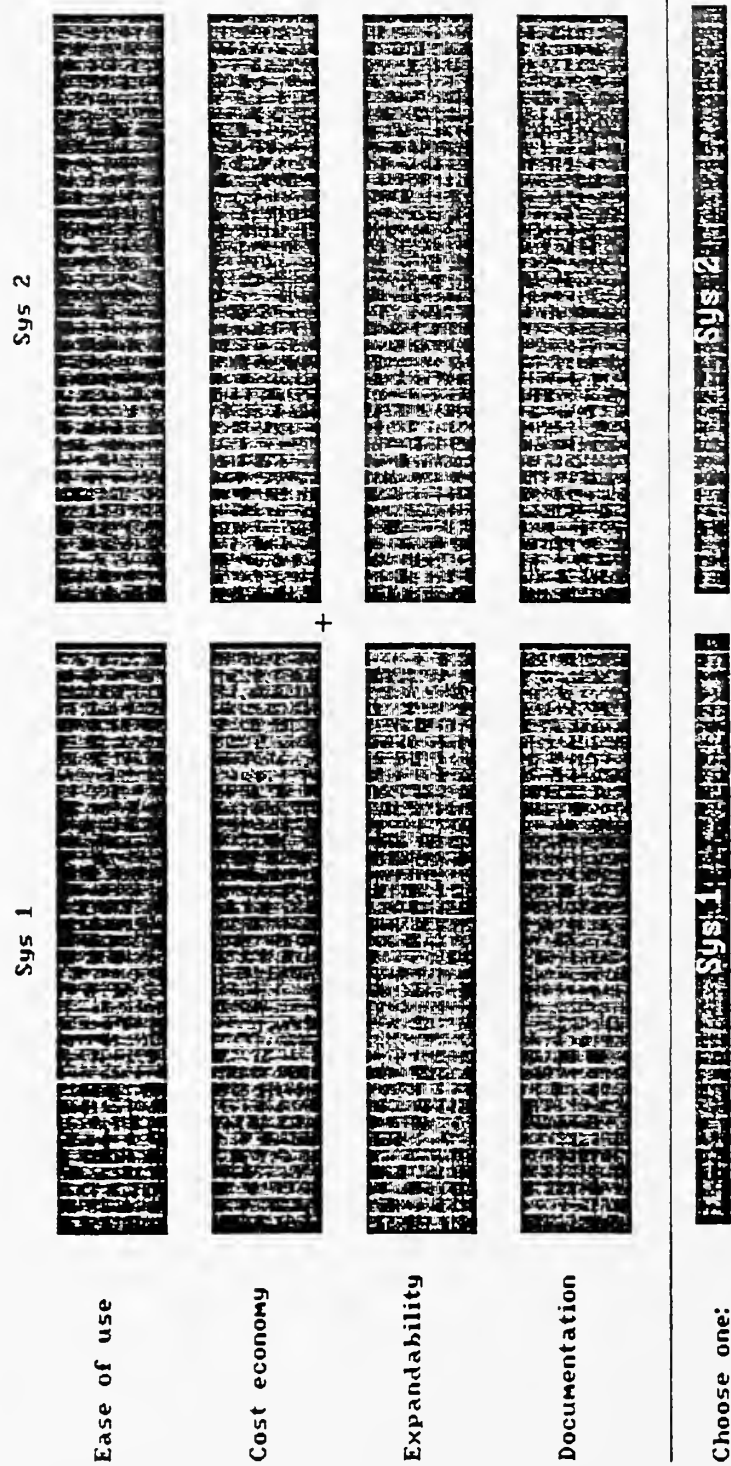 Sys 1 Sys 2
Ease of use
Cost economy
+
Expandability
Documentation
Choose one: Sys 1 Sys 2